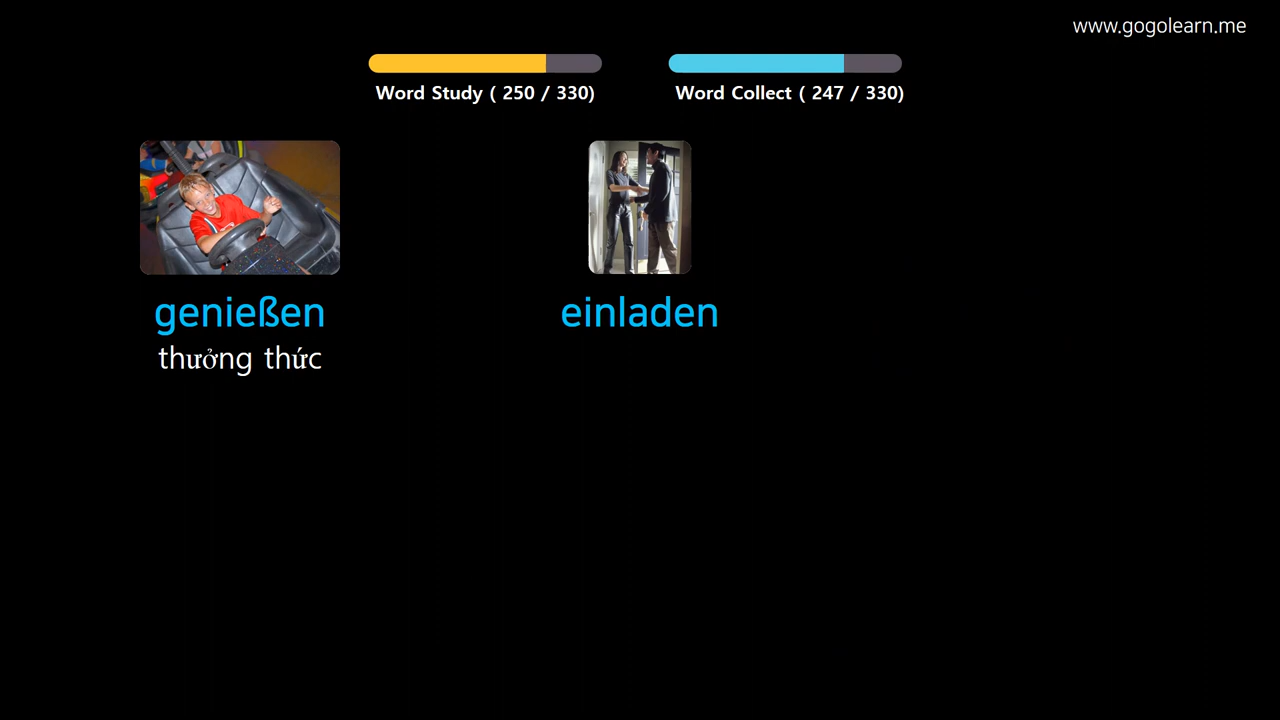 www.gogolearn.me
Word Study ( 250 / 330)
Word Collect ( 247 / 330)
genießen
einladen
thưởng thức